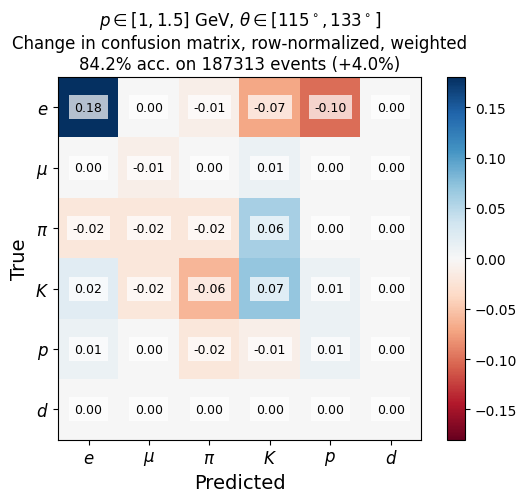 p ∈ [1, 1.5] GeV, θ ∈ [115°, 133°]
Change in confusion matrix, row-normalized, weighted
84.2% acc. on 187313 events (+4.0%)
e 0.18 0.00 -0.01 -0.07 -0.10 0.00
μ 0.00 -0.01 0.00 0.01 0.00 0.00
π -0.02 -0.02 -0.02 0.06 0.00 0.00
K 0.02 -0.02 -0.06 0.07 0.01 0.00
p 0.01 0.00 -0.02 -0.01 0.01 0.00
d 0.00 0.00 0.00 0.00 0.00 0.00
e μ π K p d
Predicted
True
0.15
0.10
0.05
0.00
−0.05
−0.10
−0.15